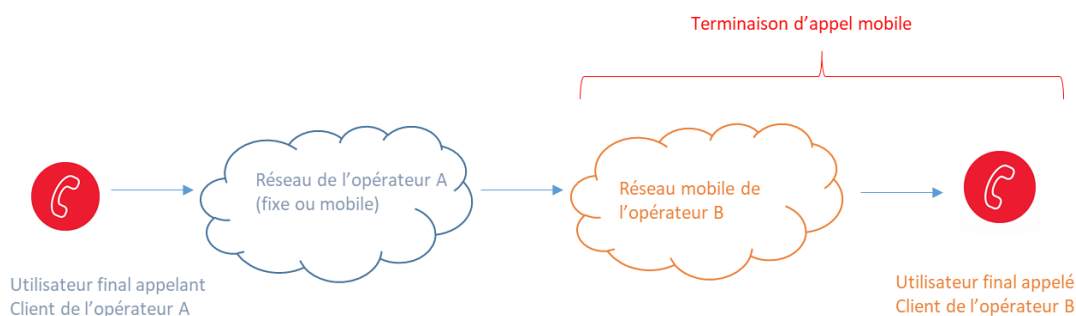 Terminaison d’appel mobile
Réseau de l’opérateur A
(fixe ou mobile)
Réseau mobile de
l’opérateur B
Utilisateur final appelant
Client de l’opérateur A
Utilisateur final appelé
Client de l’opérateur B